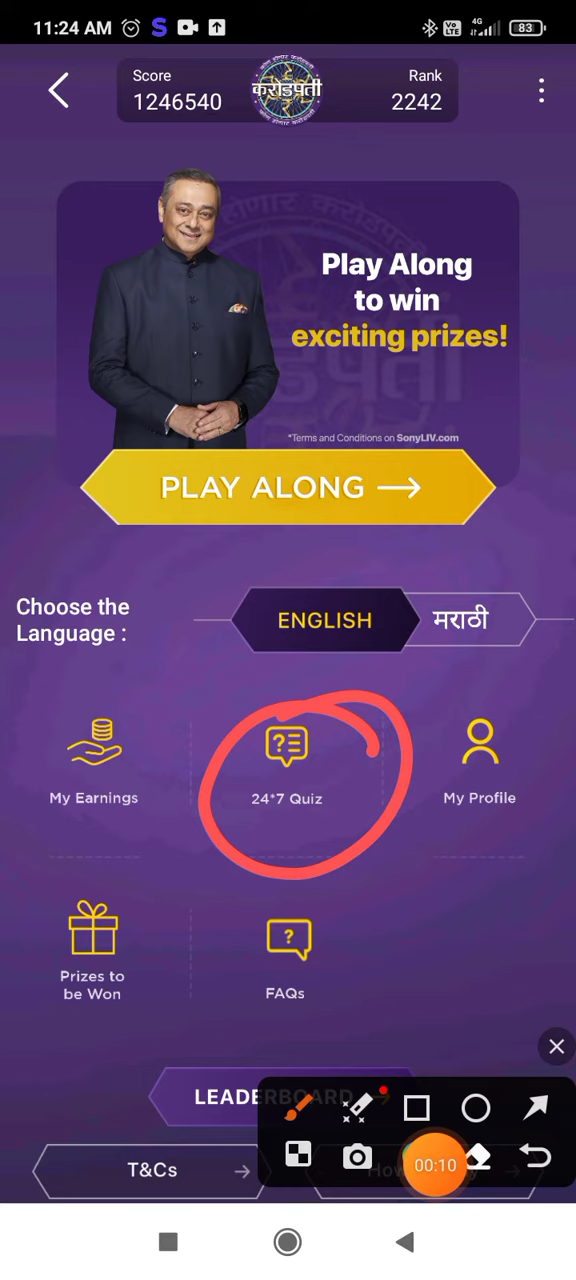 11:24 AM
4G
83
Score
1246540
करोडपती
Rank
2242
Play Along
to win
exciting prizes!
*Terms and Conditions on SonyLIV.com
PLAY ALONG →
Choose the
Language :
ENGLISH
मराठी
My Earnings
24*7 Quiz
My Profile
Prizes to
be Won
FAQs
LEADERBOARD
00:10
T&Cs